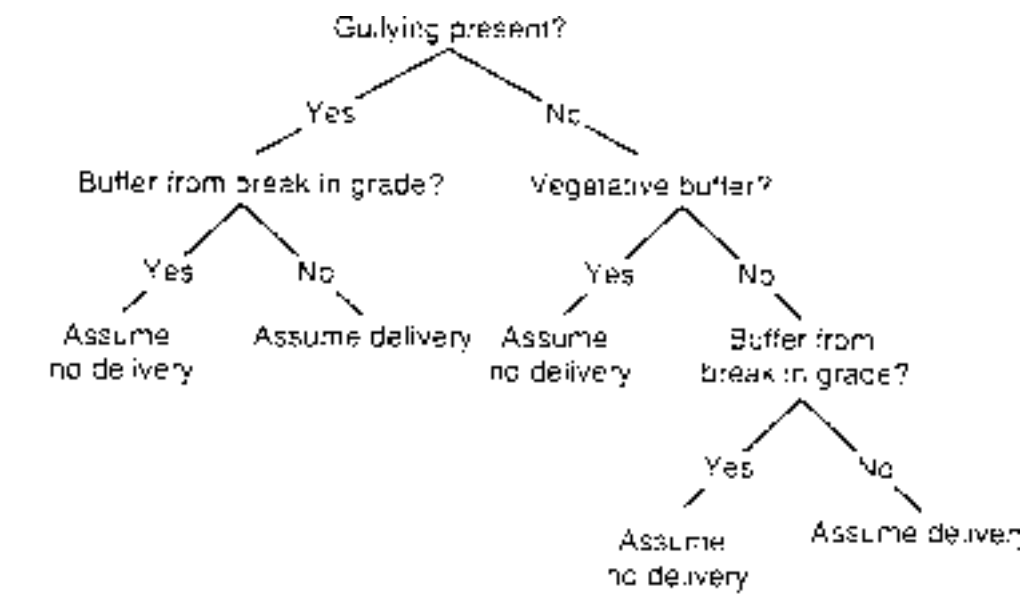 Gullying present?
Yes
No
Buffer from break in grade?
Vegetative buffer?
Yes
No
Yes
No
Assume
no delivery
Assume delivery
Assume
no delivery
Buffer from
break in grade?
Yes
No
Assume
no delivery
Assume delivery